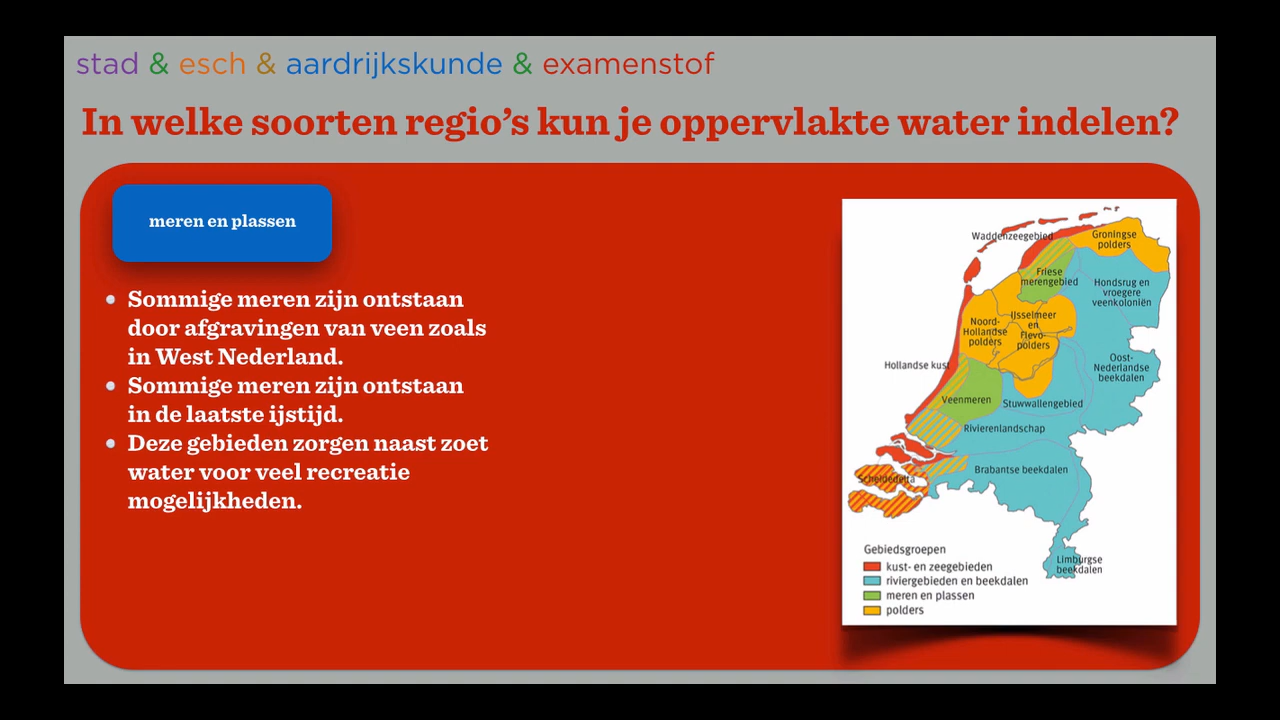 stad & esch & aardrijkskunde & examenstof
In welke soorten regio's kun je oppervlakte water indelen?
meren en plassen
Sommige meren zijn ontstaan
door afgravingen van veen zoals
in West Nederland.
Sommige meren zijn ontstaan
in de laatste ijstijd.
Deze gebieden zorgen naast zoet
water voor veel recreatie
mogelijkheden.
Waddenzeegebied
Groningse
polders
Friese
merengebied
Hondsrug en
vroegere
veenkoloniën
Noord-
Hollandse
polders
IJsselmeer
en
Flevo-
polders
Hollandse kust
Oost-
Nederlandse
beekdalen
Veenmeren
Stuwwallengebied
Rivierenlandschap
Brabantse beekdalen
Scheldedelta
Limburgse
beekdalen
Gebiedsgroepen
kust- en zeegebieden
riviergebieden en beekdalen
meren en plassen
polders